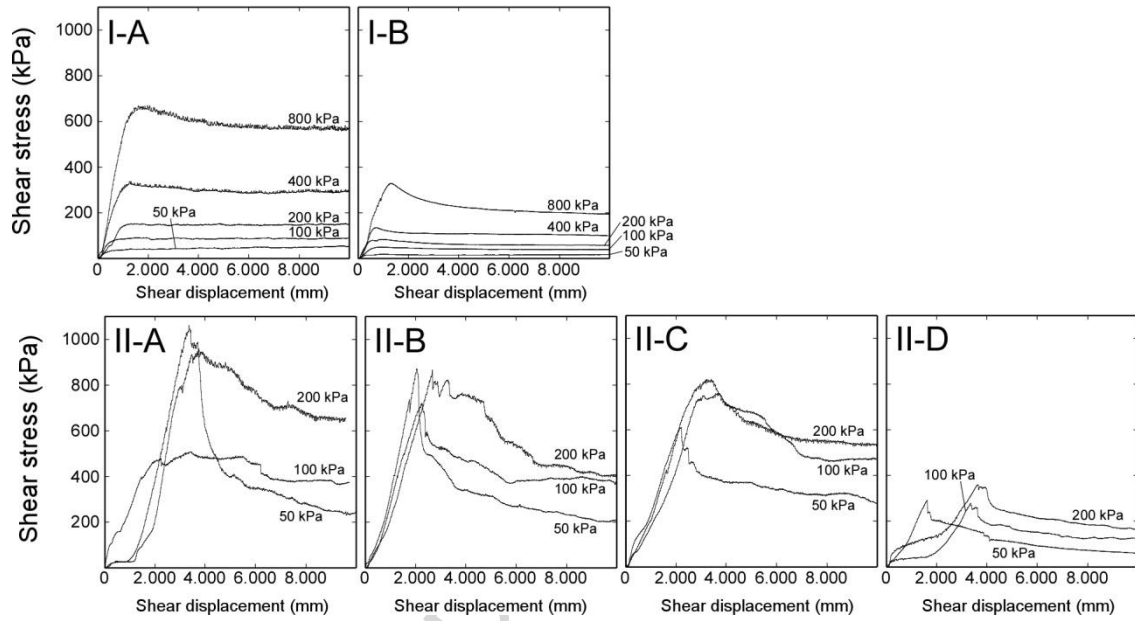 I-A
I-B
Shear stress (kPa)
1000
800
600
400
200
0
800 kPa
400 kPa
50 kPa
200 kPa
100 kPa
800 kPa
400 kPa
200 kPa
100 kPa
50 kPa
0 2.000 4.000 6.000 8.000
Shear displacement (mm)
0 2.000 4.000 6.000 8.000
Shear displacement (mm)
II-A
II-B
II-C
II-D
Shear stress (kPa)
1000
800
600
400
200
200 kPa
100 kPa
50 kPa
200 kPa
100 kPa
50 kPa
200 kPa
100 kPa
50 kPa
100 kPa
200 kPa
50 kPa
0 2.000 4.000 6.000 8.000
Shear displacement (mm)
0 2.000 4.000 6.000 8.000
Shear displacement (mm)
0 2.000 4.000 6.000 8.000
Shear displacement (mm)
0 2.000 4.000 6.000 8.000
Shear displacement (mm)